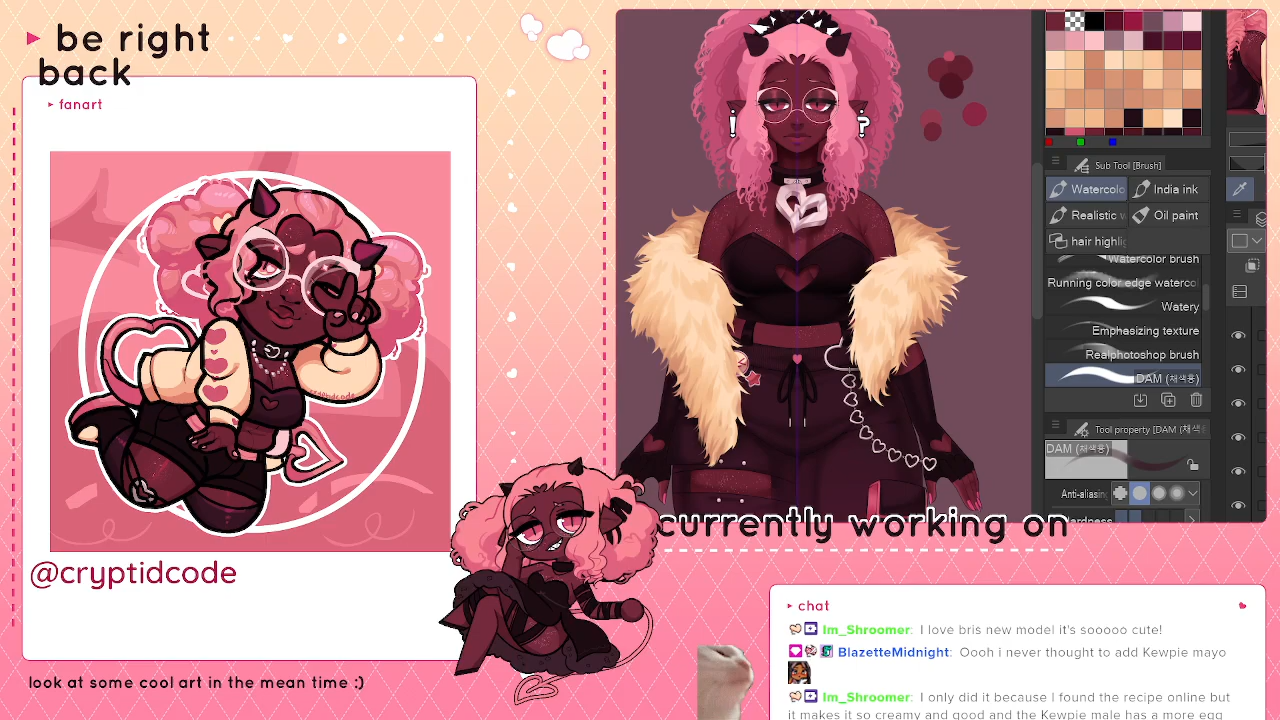 be right
back
fanart
@cryptidcode
look at some cool art in the mean time :)
! ?
currently working on
Sub Tool [Brush]
Watercolo India ink
Realistic w Oil paint
hair highlig
Watercolor brush
Running color edge waterco
Watery
Emphasizing texture
Realphotoshop brush
DAM (채색용)
Tool property [DAM (채색
DAM (채색용)
Anti-aliasin
Hardness
chat
Im_Shroomer: I love bris new model it's sooooo cute!
BlazetteMidnight: Oooh i never thought to add Kewpie mayo
Im_Shroomer: I only did it because I found the recipe online but
it makes it so creamy and good and the Kewpie male has a more egg